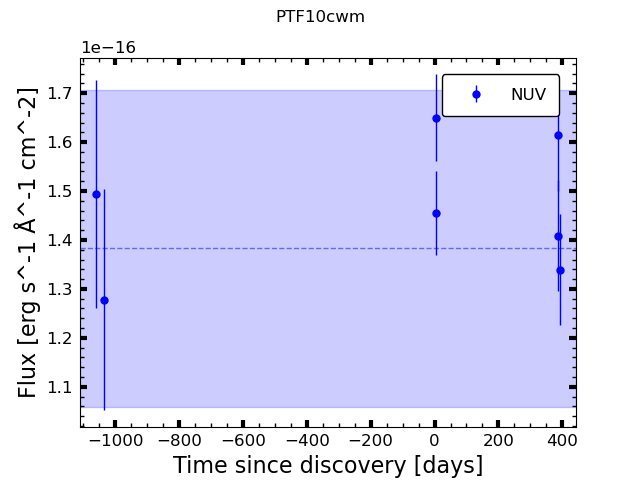 PTF10cwm
1e−16
NUV
1.7
1.6
1.5
1.4
1.3
1.2
1.1
Flux [erg s^-1 Å^-1 cm^-2]
−1000 −800 −600 −400 −200 0 200 400
Time since discovery [days]